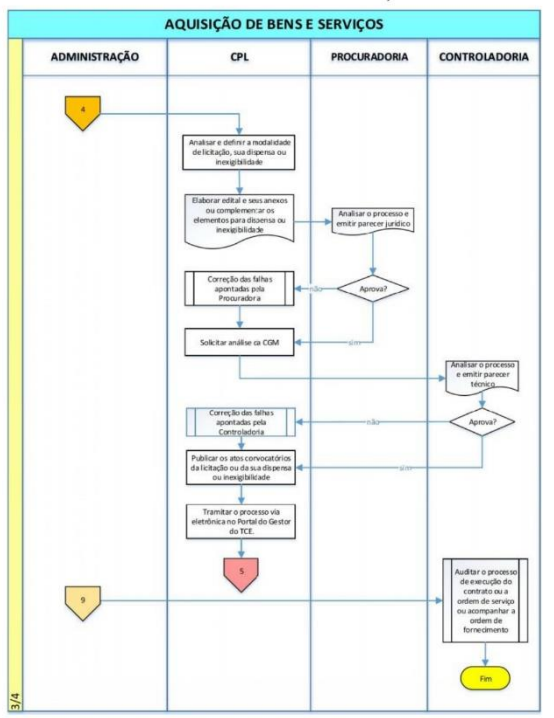 AQUISIÇÃO DE BENS E SERVIÇOS
ADMINISTRAÇÃO
CPL
PROCURADORIA
CONTROLADORIA
4
Analisar e definir a modalidade
de licitação, sua dispensa ou
inexigibilidade
Elaborar edital e seus anexos
ou complementar os
elementos para dispensa ou
inexigibilidade
Analisar o processo e
emitir parecer jurídico
Correção das falhas
apontadas pela
Procuradora
não
Aprova?
Solicitar análise ca CGM
sim
Analisar o processo
e emitir parecer
técnico
Correção das falhas
apontadas pela
Controladoria
não
Aprova?
Publicar os atos convocatórios
da licitação ou da sua dispensa
ou inexigibilidade
sim
Tramitar o processo via
eletrônica no Portal do Gestor
do TCE.
5
9
Auditar o processo
de execução do
contrato ou a
ordem de serviço
ou acompanhar a
ordem de
fornecimento
Fim
3/4